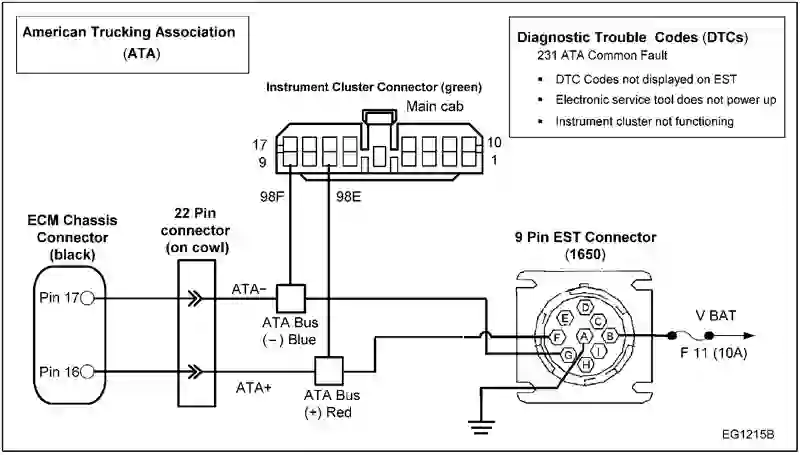 American Trucking Association
(ATA)
Diagnostic Trouble Codes (DTCs)
231 ATA Common Fault
▪ DTC Codes not displayed on EST
▪ Electronic service tool does not power up
▪ Instrument cluster not functioning
Instrument Cluster Connector (green)
Main cab
17
10
9
1
98F
98E
ECM Chassis
Connector
(black)
22 Pin
connector
(on cowl)
9 Pin EST Connector
(1650)
Pin 17
ATA−
ATA Bus
(−) Blue
D
E
C
F
A
B
G
I
H
V BAT
F 11 (10A)
Pin 16
ATA+
ATA Bus
(+) Red
EG1215B